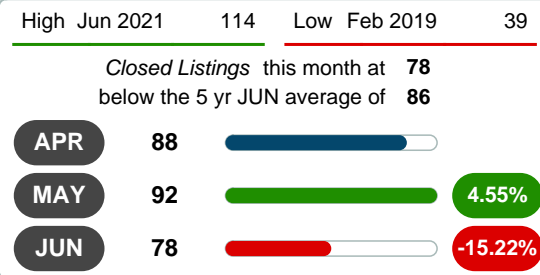 High Jun 2021 114 Low Feb 2019 39
Closed Listings this month at 78
below the 5 yr JUN average of 86
APR 88
MAY 92 4.55%
JUN 78 -15.22%